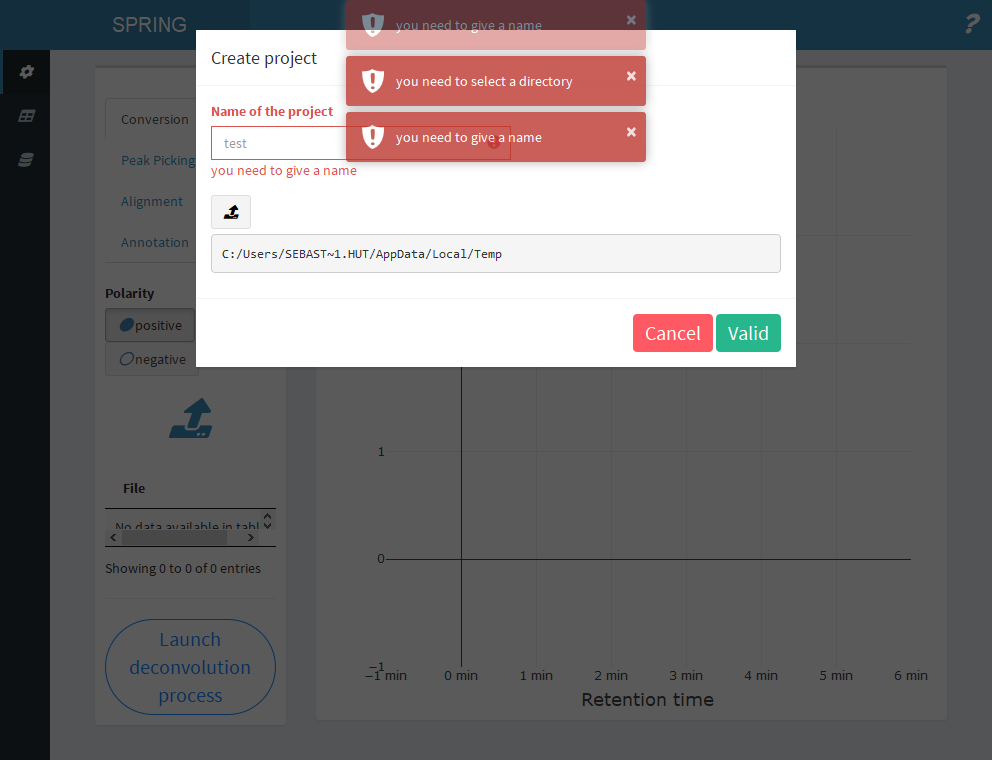 SPRING
?
you need to give a name ×
Create project
you need to select a directory ×
Name of the project
you need to give a name ×
test
you need to give a name
C:/Users/SEBAST~1.HUT/AppData/Local/Temp
Cancel Valid
Conversion
Peak Picking
Alignment
Annotation
Polarity
positive
negative
File
No data available in tabl
Showing 0 to 0 of 0 entries
Launch
deconvolution
process
1
0
−1
−1 min 0 min 1 min 2 min 3 min 4 min 5 min 6 min
Retention time